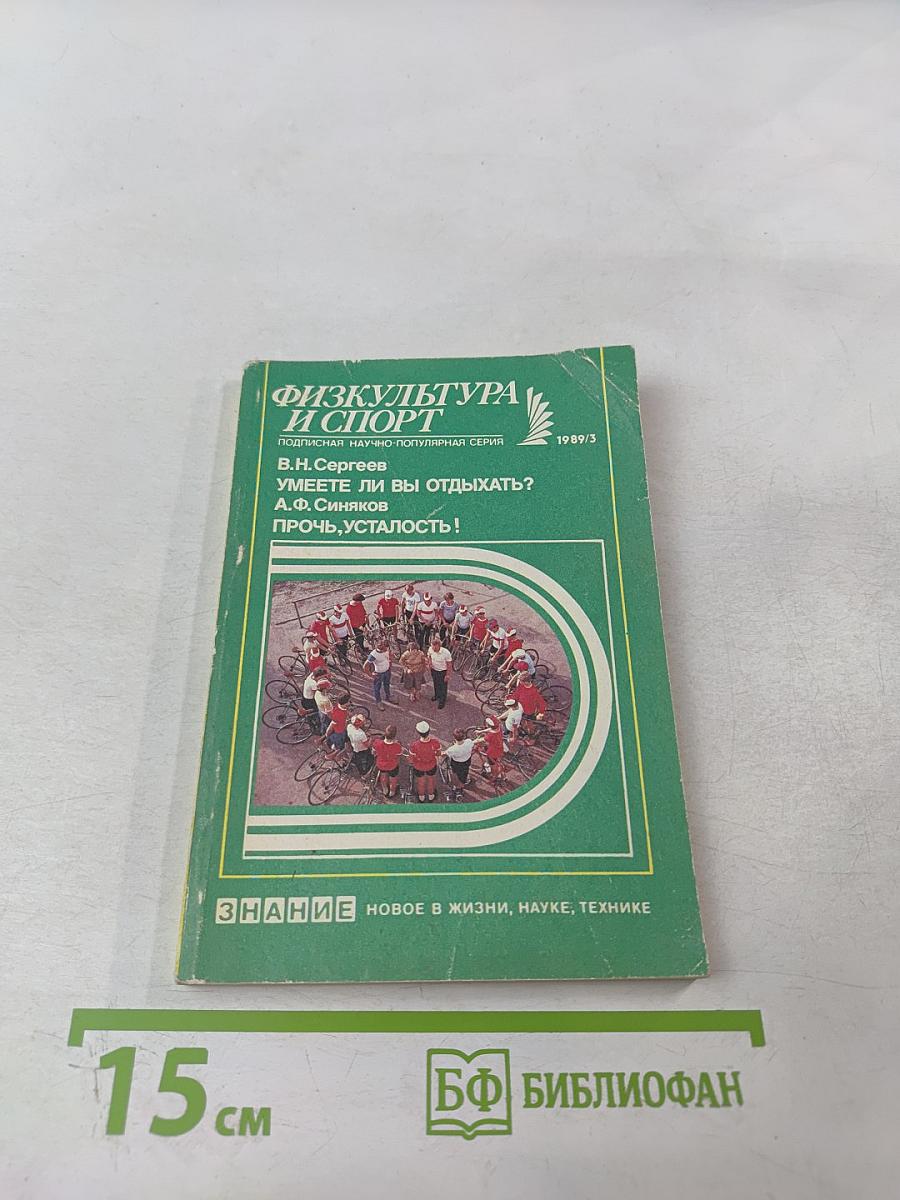 ФИЗКУЛЬТУРА
И СПОРТ
ПОДПИСНАЯ НАУЧНО-ПОПУЛЯРНАЯ СЕРИЯ
1989/3
В.Н.Сергеев
УМЕЕТЕ ЛИ ВЫ ОТДЫХАТЬ?
А.Ф.Синяков
ПРОЧЬ,УСТАЛОСТЬ!
ЗНАНИЕ НОВОЕ В ЖИЗНИ, НАУКЕ, ТЕХНИКЕ
15 см
БФ БИБЛИОФАН